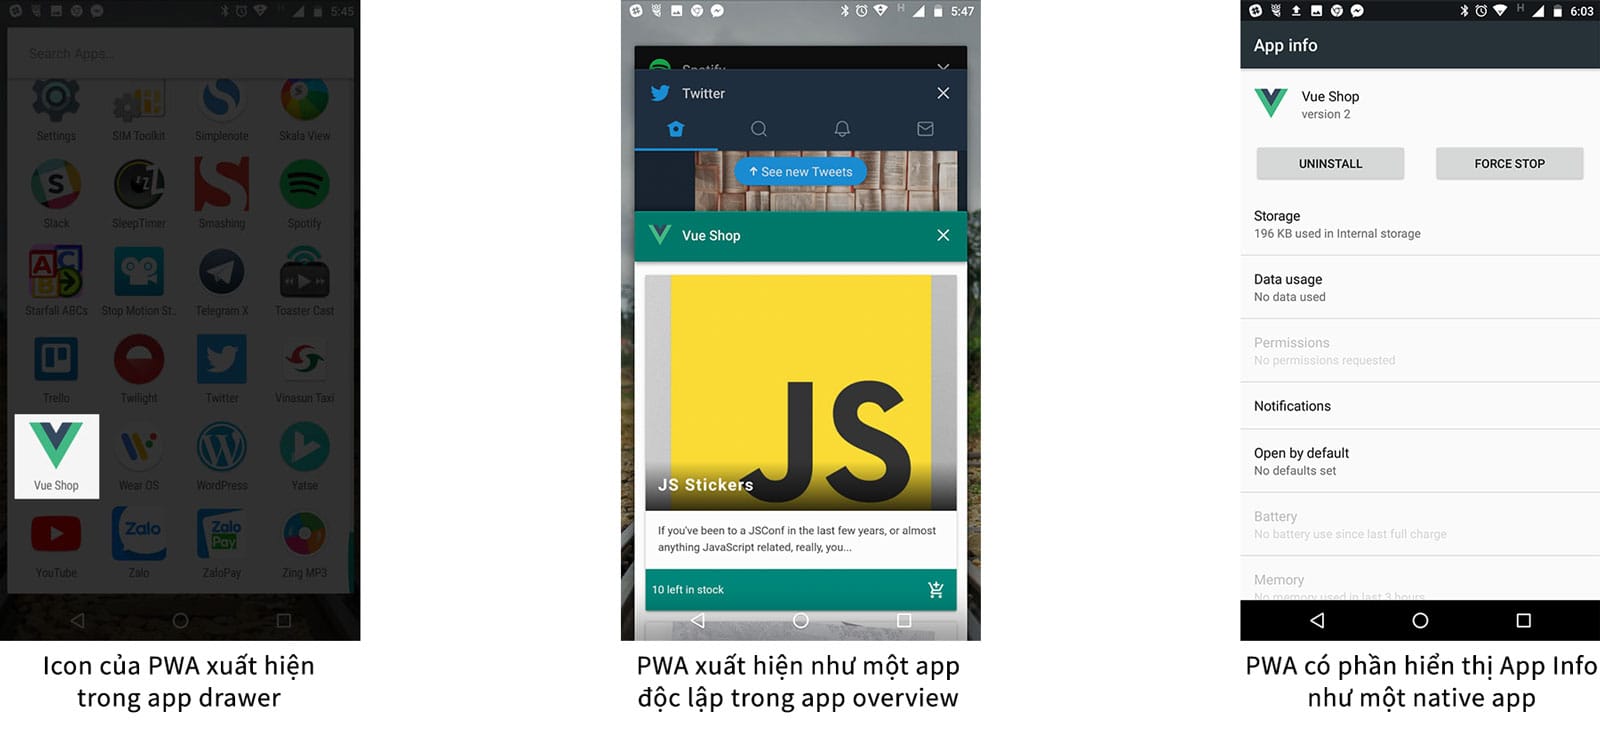 5:45
Search Apps...
Settings
SIM Toolkit
Simplenote
Skala View
Slack
SleepTimer
Smashing
Spotify
Starfall ABCs
Stop Motion St..
Telegram X
Toaster Cast
Trello
Twilight
Twitter
Vinasun Taxi
Vue Shop
Wear OS
WordPress
Yatse
Zalo
Zalo
Pay
YouTube
Zalo
ZaloPay
Zing MP3
Icon của PWA xuất hiện
trong app drawer
H
5:47
Spotify
Twitter
See new Tweets
Vue Shop
JS
JS Stickers
If you've been to a JSConf in the last few years, or almost
anything JavaScript related, really, you...
10 left in stock
PWA xuất hiện như một app
độc lập trong app overview
H
6:03
App info
Vue Shop
version 2
UNINSTALL
FORCE STOP
Storage
196 KB used in Internal storage
Data usage
No data used
Permissions
No permissions requested
Notifications
Open by default
No defaults set
Battery
No battery use since last full charge
Memory
No memory used in last 3 hours
PWA có phần hiển thị App Info
như một native app